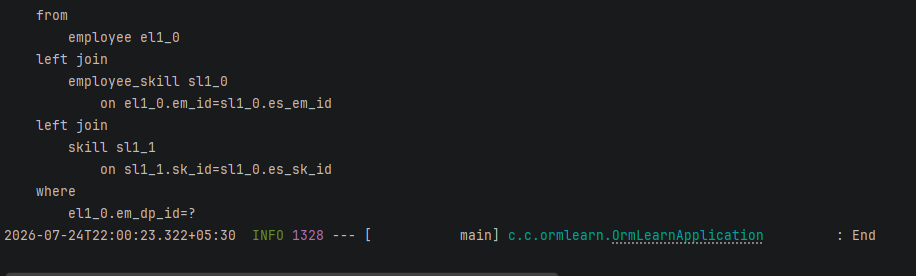 from
employee el1_0
left join
employee_skill sl1_0
on el1_0.em_id=sl1_0.es_em_id
left join
skill sl1_1
on sl1_1.sk_id=sl1_0.es_sk_id
where
el1_0.em_dp_id=?
2026-07-24T22:00:23.322+05:30  INFO 1328 --- [           main] c.c.ormlearn.OrmLearnApplication         : End